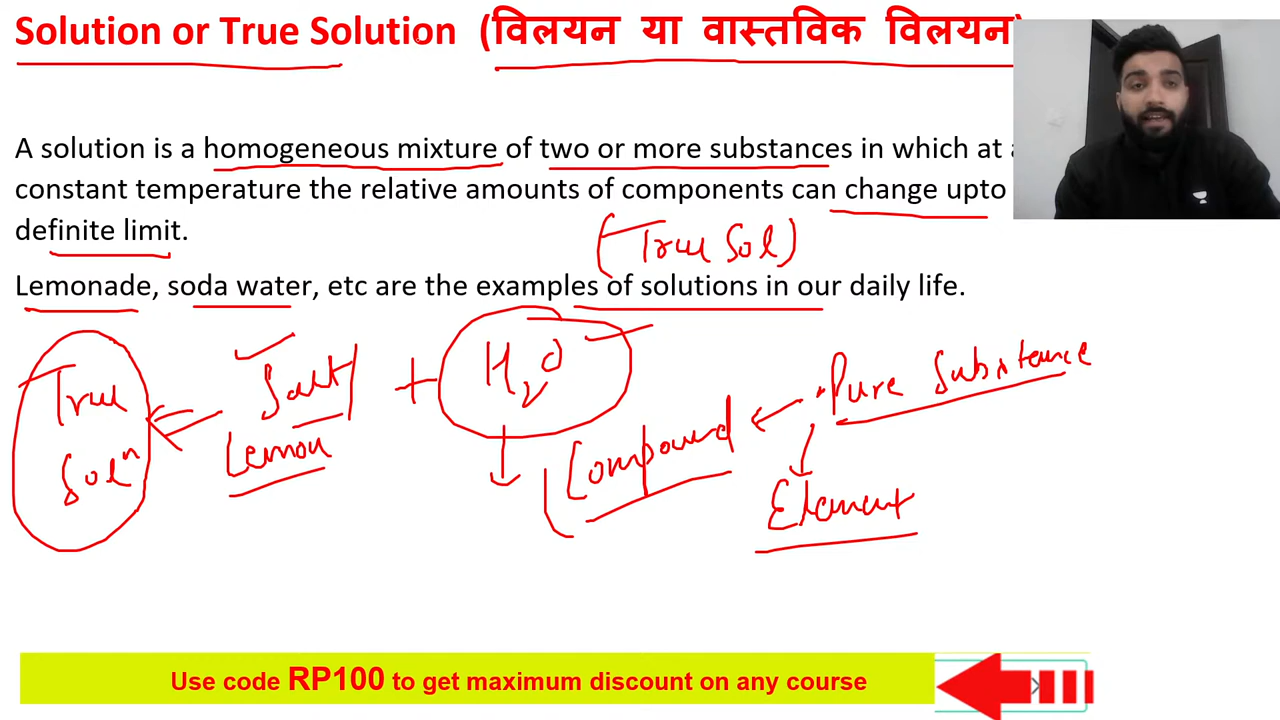 Solution or True Solution (विलयन या वास्तविक विलयन)
A solution is a homogeneous mixture of two or more substances in which at
constant temperature the relative amounts of components can change upto
definite limit.
(True Sol)
Lemonade, soda water, etc are the examples of solutions in our daily life.
True Solⁿ
Salt + H₂O
Lemon
Pure Substance
Compound
Element
Use code RP100 to get maximum discount on any course